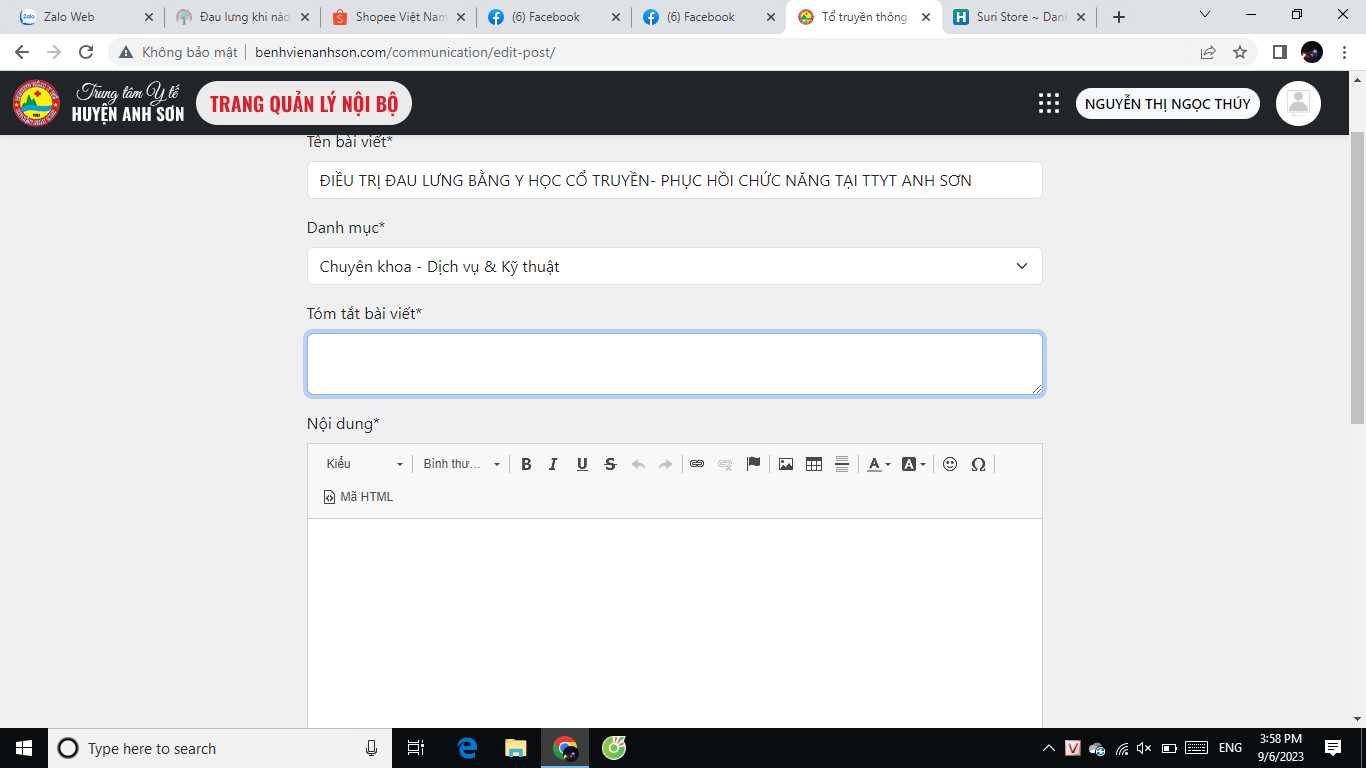 Zalo Web
Đau lưng khi nào
Shopee Việt Nam
(6) Facebook
(6) Facebook
Tổ truyền thông
Suri Store ~ Danh
Không bảo mật
benhvienanhson.com/communication/edit-post/
Trung tâm Y tế
HUYỆN ANH SƠN
TRANG QUẢN LÝ NỘI BỘ
NGUYỄN THỊ NGỌC THÚY
Tên bài viết*
ĐIỀU TRỊ ĐAU LƯNG BẰNG Y HỌC CỔ TRUYỀN- PHỤC HỒI CHỨC NĂNG TẠI TTYT ANH SƠN
Danh mục*
Chuyên khoa - Dịch vụ & Kỹ thuật
Tóm tắt bài viết*
Nội dung*
Kiểu
Bình thư...
B I U S
A
A
Ω
Mã HTML
Type here to search
V
ENG
3:58 PM
9/6/2023